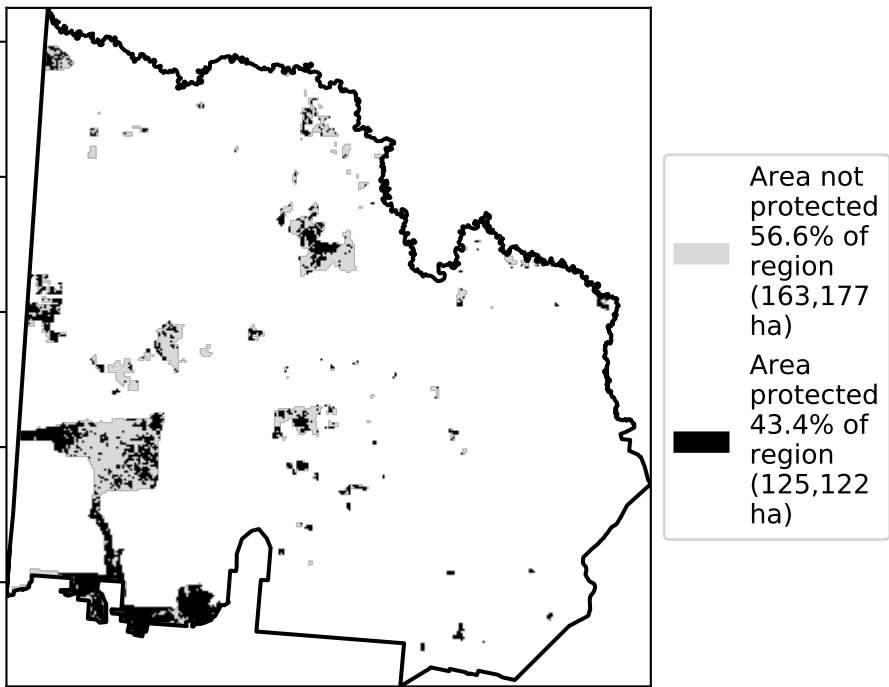 Area not
protected
56.6% of
region
(163,177
ha)
Area
protected
43.4% of
region
(125,122
ha)